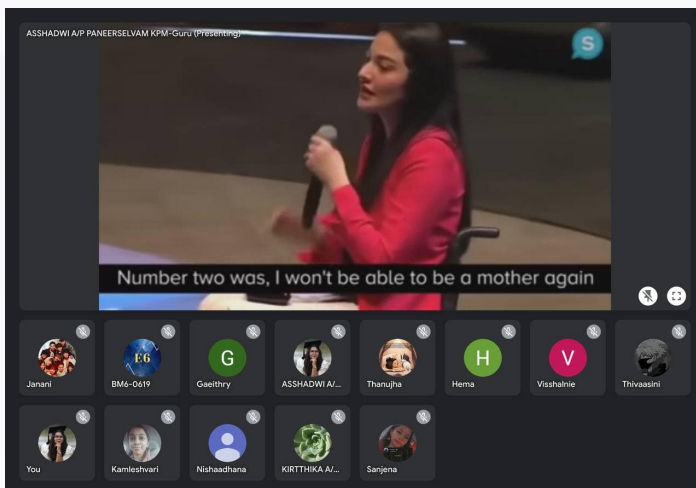 ASSHADWI A/P PANEERSELVAM KPM-Guru (Presenting)
S
Number two was, I won't be able to be a mother again
E6
G
H
V
Janani
BM6-0619
Gaeithry
ASSHADWI A/...
Thanujha
Hema
Visshalnie
Thivaasini
You
Kamleshvari
Nishaadhana
KIRTTHIKA A/...
Sanjena